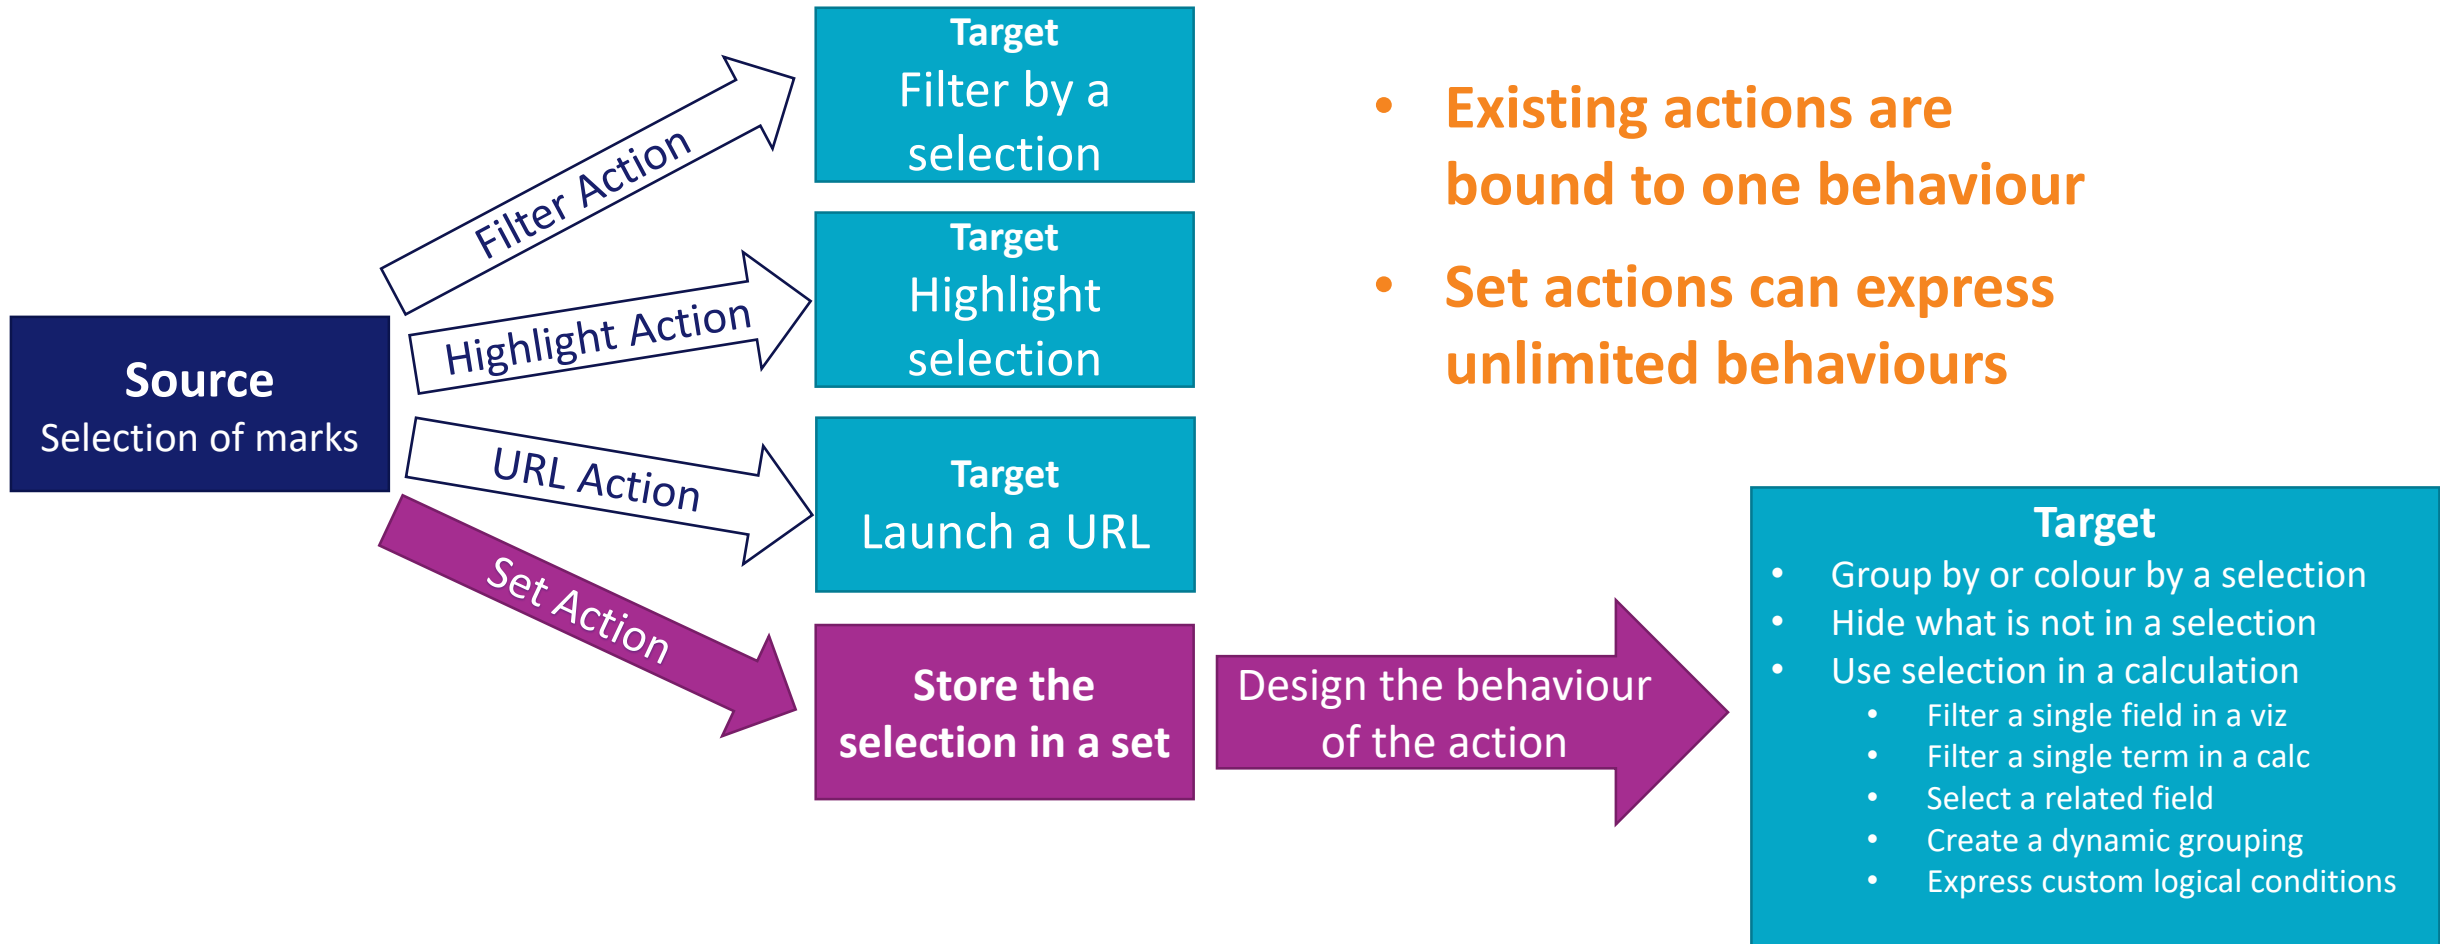 Source
Selection of marks
Filter Action
Highlight Action
URL Action
Set Action
Target
Filter by a
selection
Target
Highlight
selection
Target
Launch a URL
Store the
selection in a set
Design the behaviour
of the action
• Existing actions are
bound to one behaviour
• Set actions can express
unlimited behaviours
Target
• Group by or colour by a selection
• Hide what is not in a selection
• Use selection in a calculation
• Filter a single field in a viz
• Filter a single term in a calc
• Select a related field
• Create a dynamic grouping
• Express custom logical conditions